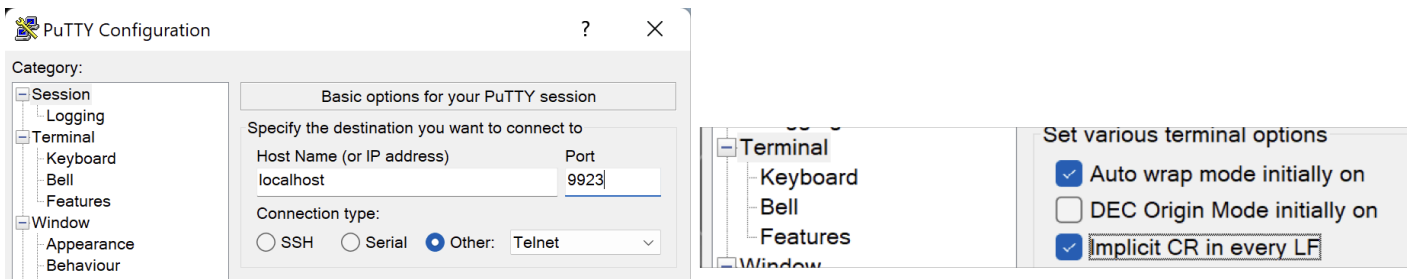 PuTTY Configuration ? ×
Category:
Session
Logging
Terminal
Keyboard
Bell
Features
Window
Appearance
Behaviour
Basic options for your PuTTY session
Specify the destination you want to connect to
Host Name (or IP address) Port
localhost 9923
Connection type:
SSH Serial Other: Telnet
Terminal
Keyboard
Bell
Features
Window
Set various terminal options
Auto wrap mode initially on
DEC Origin Mode initially on
Implicit CR in every LF